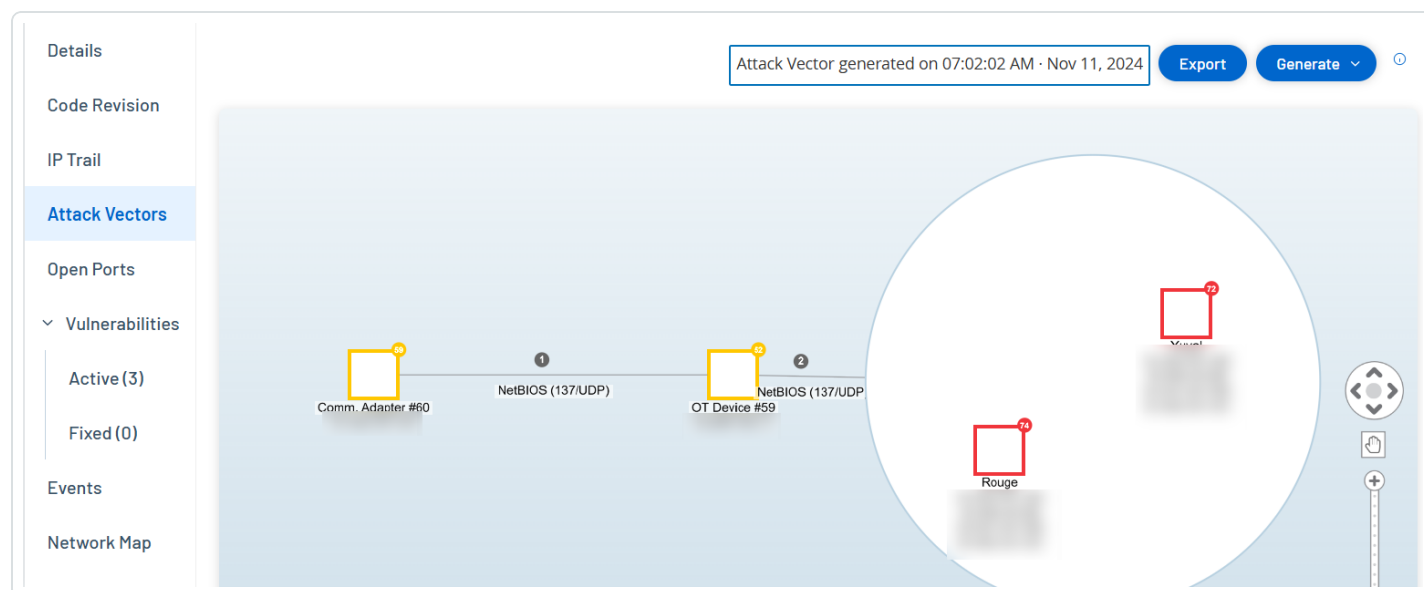 Details
Code Revision
IP Trail
Attack Vectors
Open Ports
Vulnerabilities
Active (3)
Fixed (0)
Events
Network Map
Attack Vector generated on 07:02:02 AM · Nov 11, 2024
Export
Generate
59
Comm. Adapter #60
1
NetBIOS (137/UDP)
OT Device #59
2
NetBIOS (137/UDP
72
74
Rouge